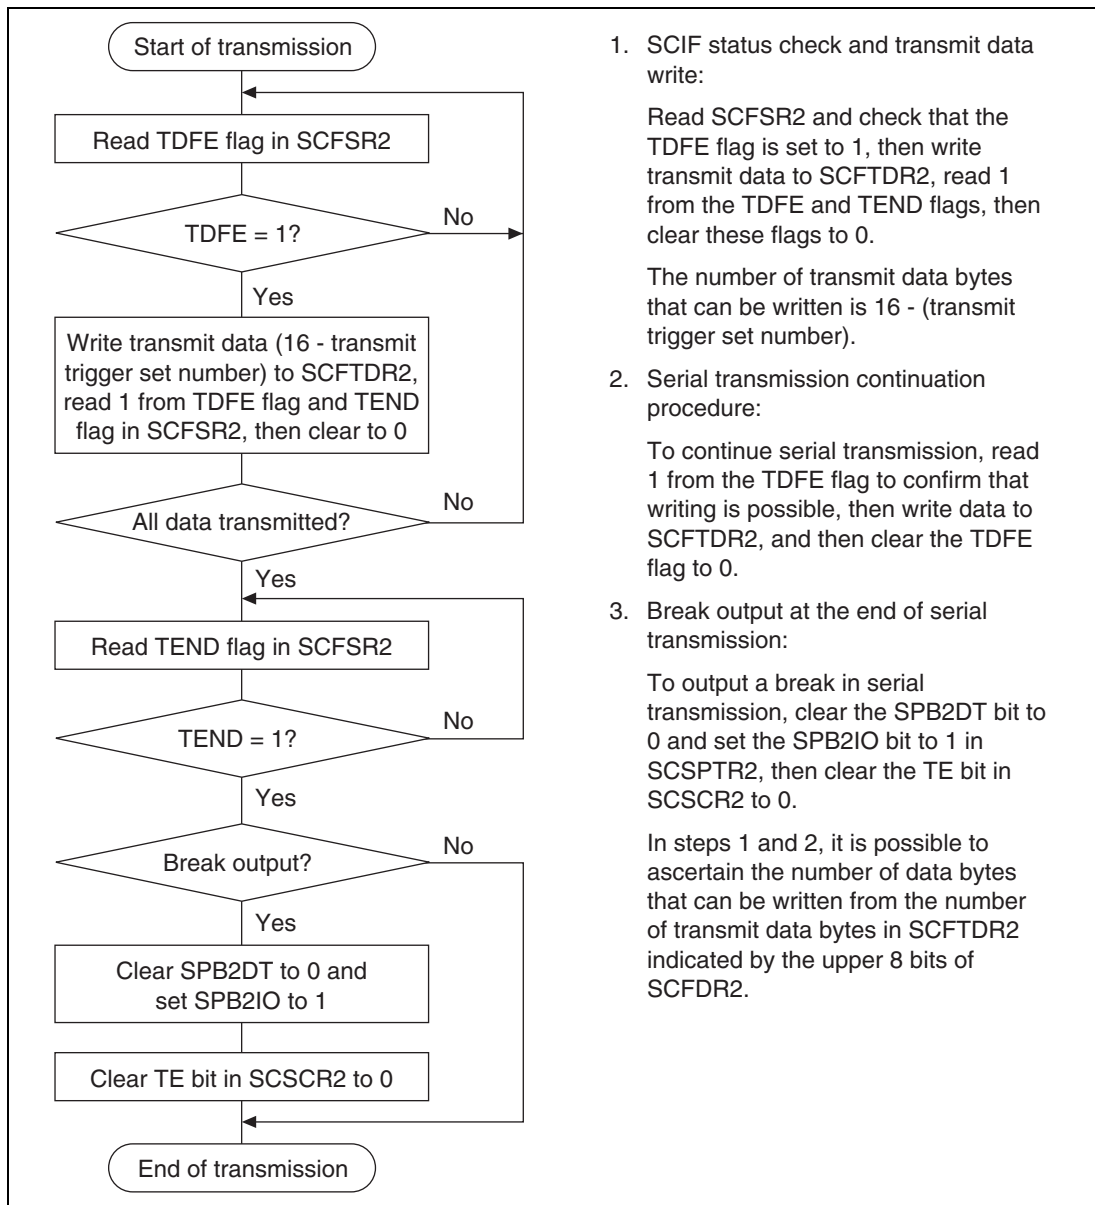 Start of transmission
Read TDFE flag in SCFSR2
TDFE = 1?
No
Yes
Write transmit data (16 - transmit
trigger set number) to SCFTDR2,
read 1 from TDFE flag and TEND
flag in SCFSR2, then clear to 0
All data transmitted?
No
Yes
Read TEND flag in SCFSR2
TEND = 1?
No
Yes
Break output?
No
Yes
Clear SPB2DT to 0 and
set SPB2IO to 1
Clear TE bit in SCSCR2 to 0
End of transmission
1. SCIF status check and transmit data
write:
Read SCFSR2 and check that the
TDFE flag is set to 1, then write
transmit data to SCFTDR2, read 1
from the TDFE and TEND flags, then
clear these flags to 0.
The number of transmit data bytes
that can be written is 16 - (transmit
trigger set number).
2. Serial transmission continuation
procedure:
To continue serial transmission, read
1 from the TDFE flag to confirm that
writing is possible, then write data to
SCFTDR2, and then clear the TDFE
flag to 0.
3. Break output at the end of serial
transmission:
To output a break in serial
transmission, clear the SPB2DT bit to
0 and set the SPB2IO bit to 1 in
SCSPTR2, then clear the TE bit in
SCSCR2 to 0.
In steps 1 and 2, it is possible to
ascertain the number of data bytes
that can be written from the number
of transmit data bytes in SCFTDR2
indicated by the upper 8 bits of
SCFDR2.